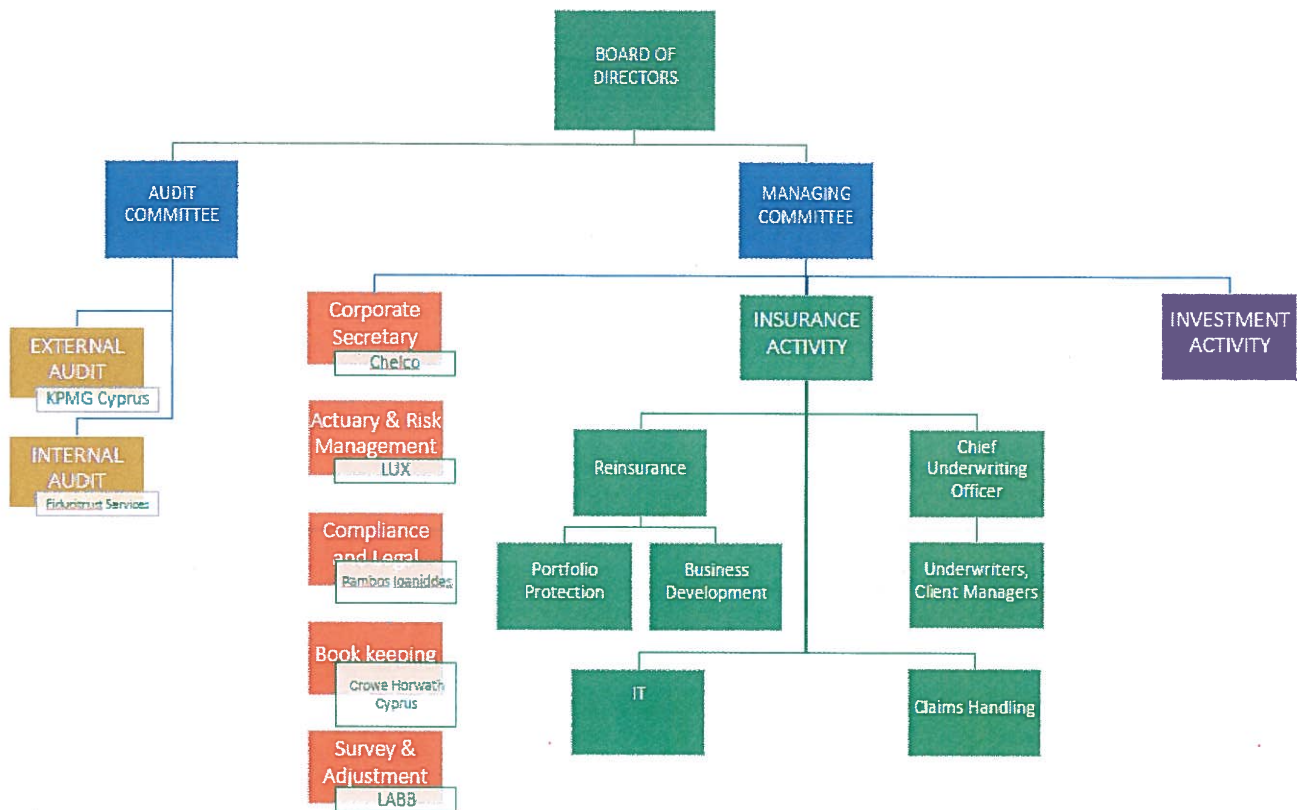 BOARD OF
DIRECTORS
AUDIT
COMMITTEE
MANAGING
COMMITTEE
EXTERNAL
AUDIT
KPMG Cyprus
INTERNAL
AUDIT
Fiducitrust Services
Corporate
Secretary
Chelco
Actuary & Risk
Management
LUX
Compliance
and Legal
Pambos Ioaniddes
Book keeping
Crowe Horwath
Cyprus
Survey &
Adjustment
LABB
INSURANCE
ACTIVITY
INVESTMENT
ACTIVITY
Reinsurance
Chief
Underwriting
Officer
Portfolio
Protection
Business
Development
Underwriters,
Client Managers
IT
Claims Handling